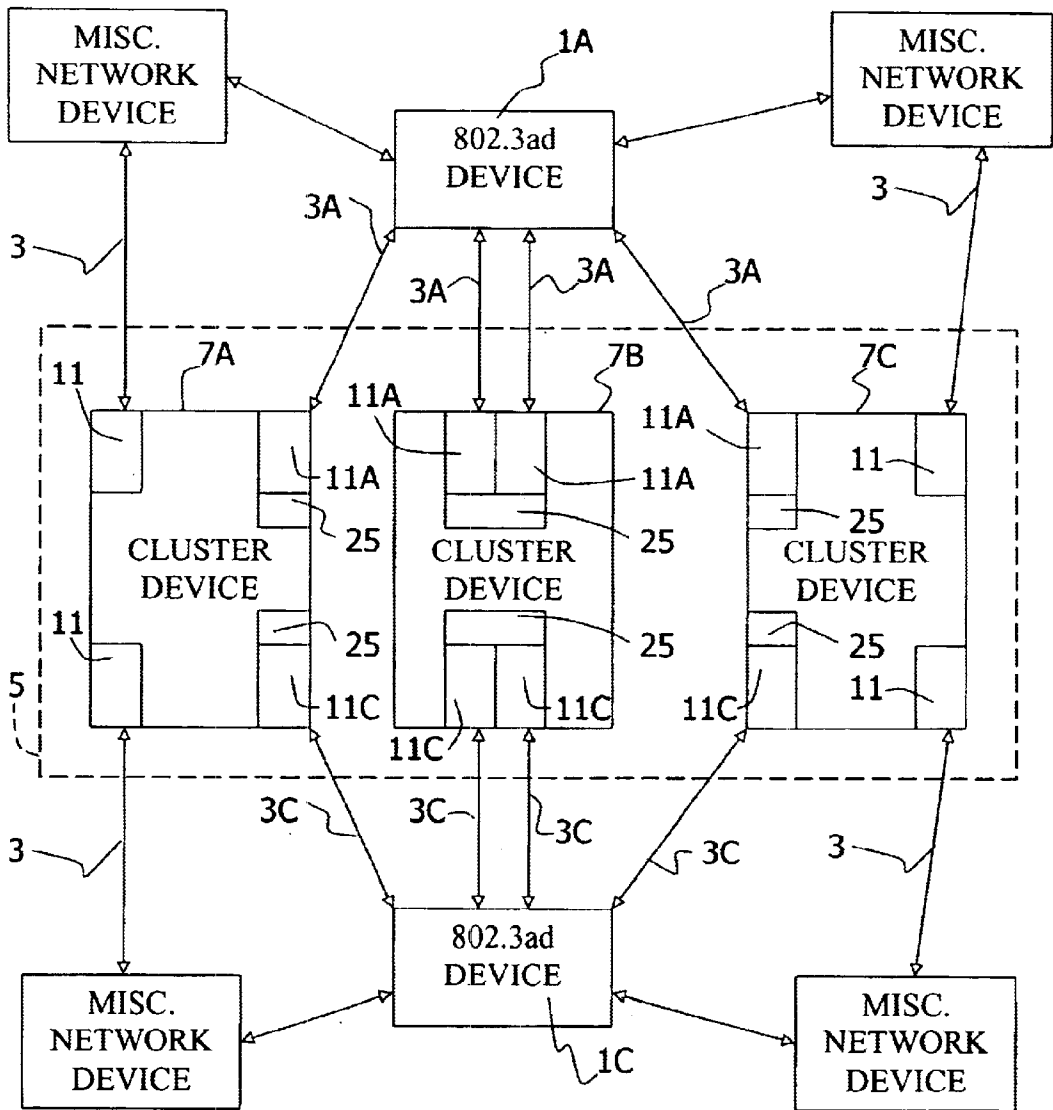 MISC.
NETWORK
DEVICE
1A
802.3ad
DEVICE
MISC.
NETWORK
DEVICE
3
3A
3A
3A
3A
3
7A
7B
7C
11
11A
25
CLUSTER
DEVICE
11
25
11C
11A
11A
25
CLUSTER
DEVICE
25
11C
11C
11A
11
25
CLUSTER
DEVICE
25
11C
11
5
3
3C
3C
3C
3C
3
MISC.
NETWORK
DEVICE
802.3ad
DEVICE
1C
MISC.
NETWORK
DEVICE